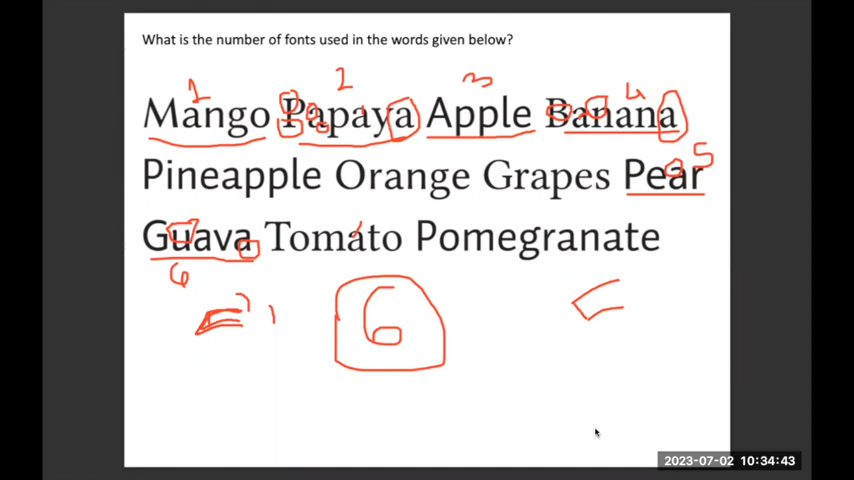 What is the number of fonts used in the words given below?
1 2 3 4
Mango Papaya Apple Banana
5
Pineapple Orange Grapes Pear
Guava Tomato Pomegranate
6
6
2023-07-02 10:34:43